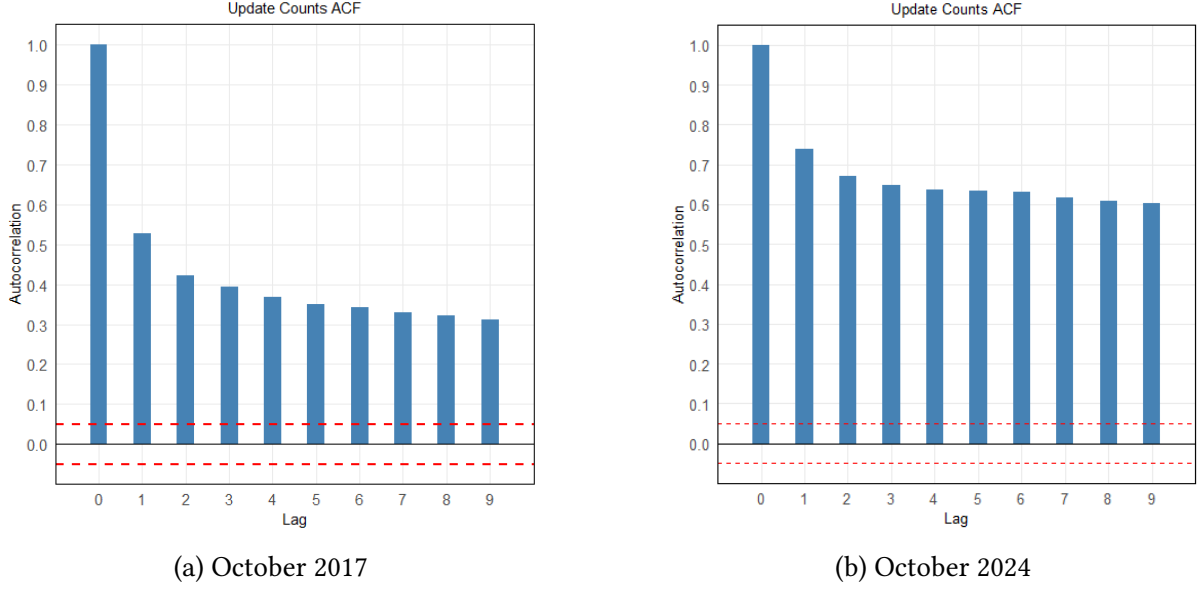 Update Counts ACF
Autocorrelation
1.0
0.9
0.8
0.7
0.6
0.5
0.4
0.3
0.2
0.1
0.0
0 1 2 3 4 5 6 7 8 9
Lag
(a) October 2017
Update Counts ACF
Autocorrelation
1.0
0.9
0.8
0.7
0.6
0.5
0.4
0.3
0.2
0.1
0.0
0 1 2 3 4 5 6 7 8 9
Lag
(b) October 2024